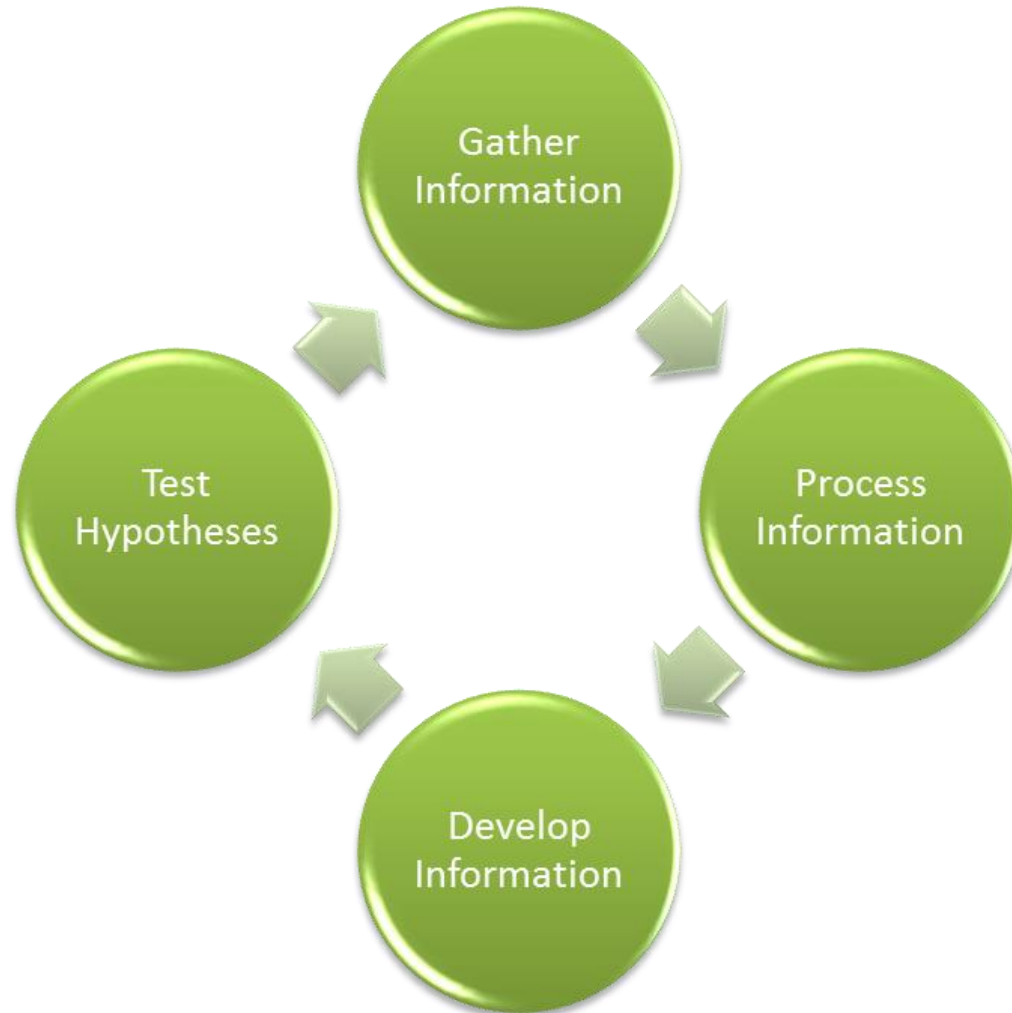 Gather
Information
Process
Information
Develop
Information
Test
Hypotheses